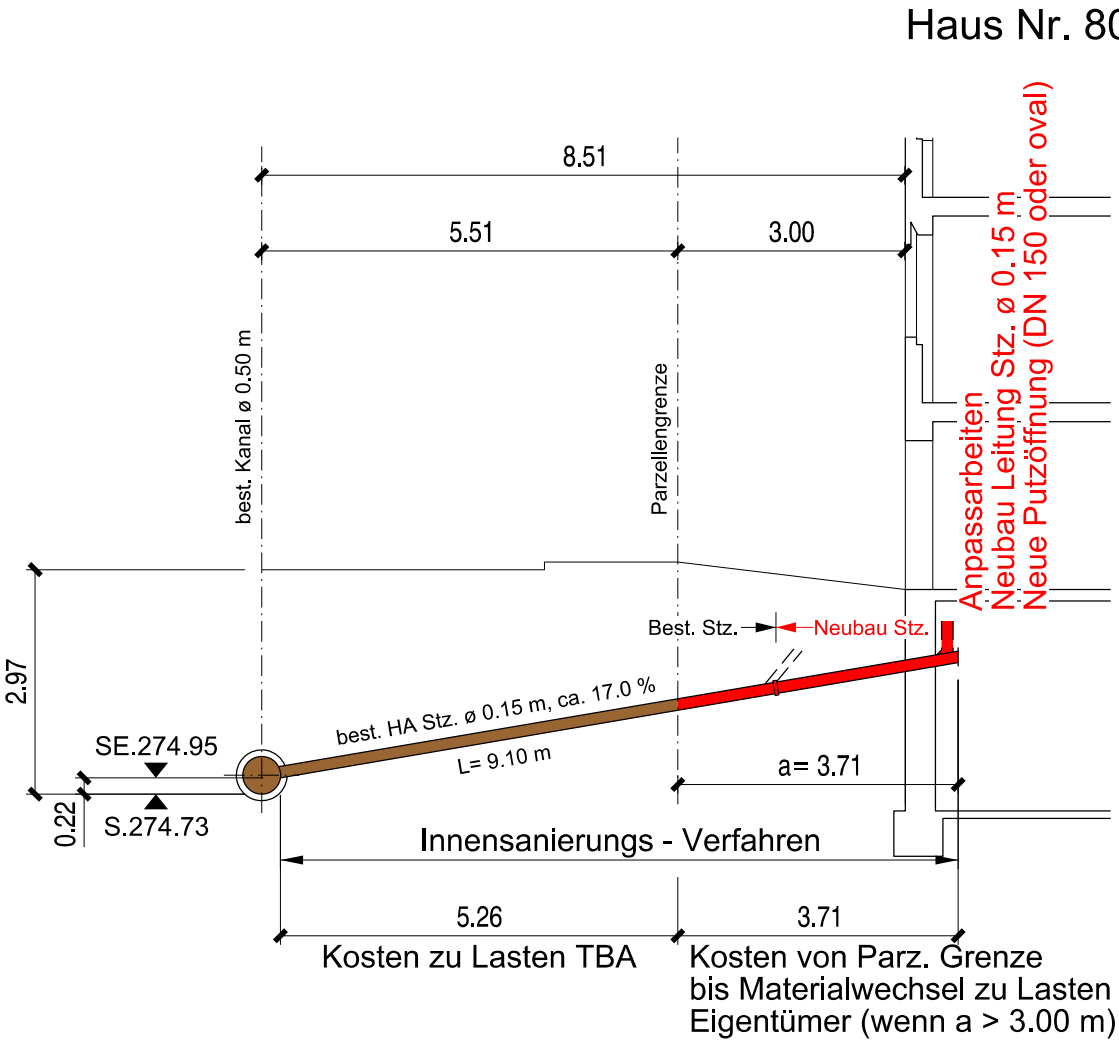 Haus Nr. 80
8.51
5.51
3.00
best. Kanal ø 0.50 m
Parzellengrenze
Anpassarbeiten
Neubau Leitung Stz. ø 0.15 m
Neue Putzöffnung (DN 150 oder oval)
Best. Stz.
Neubau Stz.
2.97
best. HA Stz. ø 0.15 m, ca. 17.0 %
L= 9.10 m
SE.274.95
a= 3.71
0.22
S.274.73
Innensanierungs - Verfahren
5.26
3.71
Kosten zu Lasten TBA
Kosten von Parz. Grenze
bis Materialwechsel zu Lasten
Eigentümer (wenn a > 3.00 m)